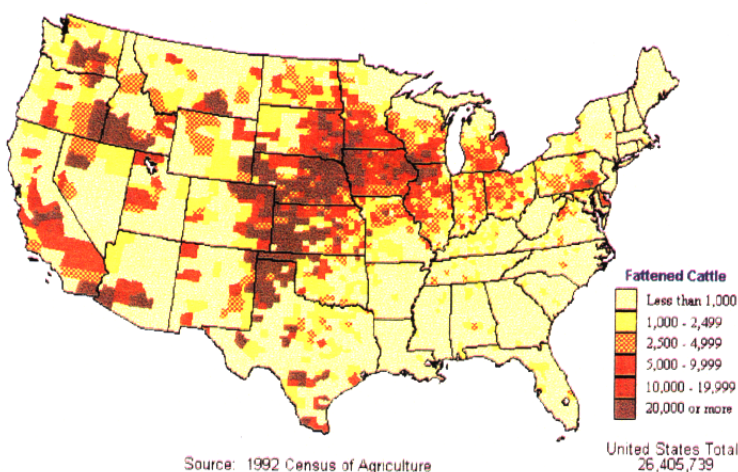 Fattened Cattle
Less than 1,000
1,000 - 2,499
2,500 - 4,999
5,000 - 9,999
10,000 - 19,999
20,000 or more
United States Total
26,405,739
Source: 1992 Census of Agriculture